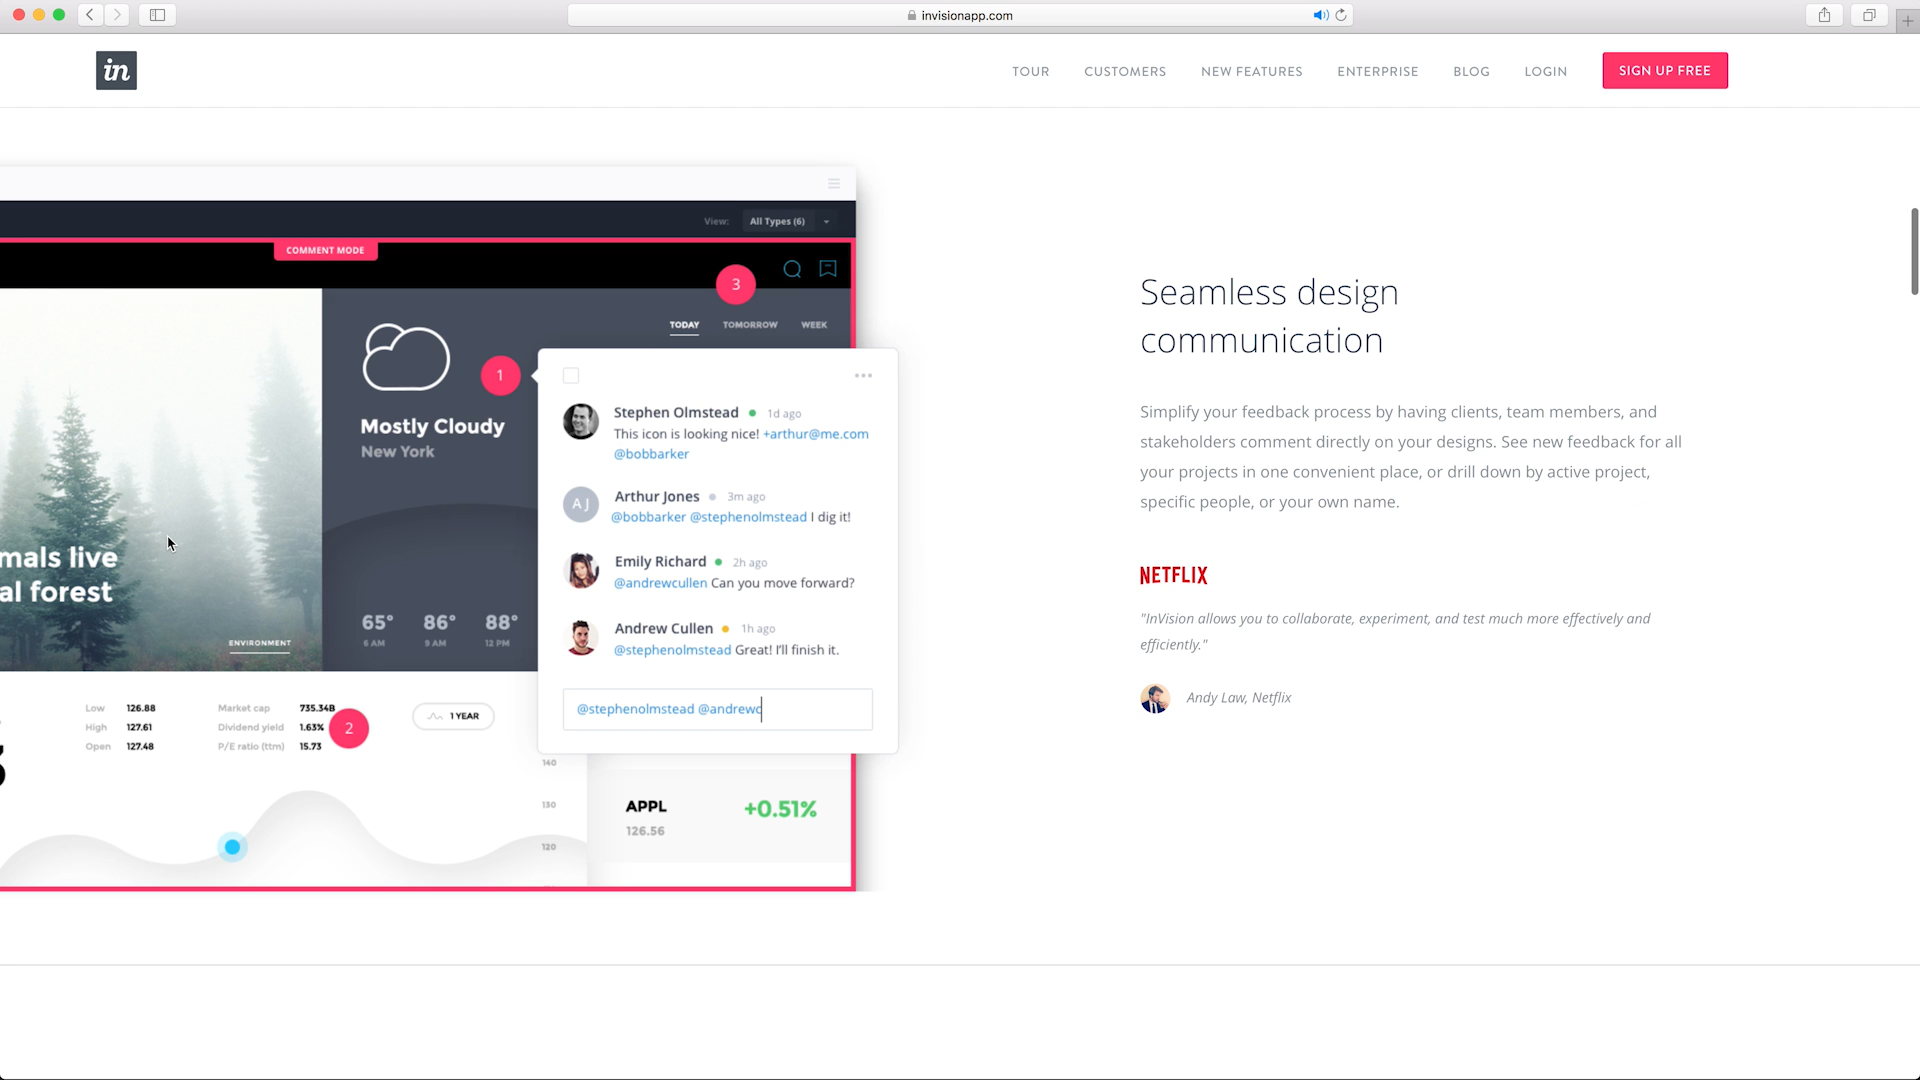 invisionapp.com
in
TOUR
CUSTOMERS
NEW FEATURES
ENTERPRISE
BLOG
LOGIN
SIGN UP FREE
View:
All Types (6)
COMMENT MODE
3
TODAY
TOMORROW
WEEK
1
Mostly Cloudy
New York
mals live
al forest
ENVIRONMENT
65°
86°
88°
6 AM
9 AM
12 PM
Stephen Olmstead
1d ago
This icon is looking nice! +arthur@me.com
@bobbarker
AJ
Arthur Jones
3m ago
@bobbarker @stephenolmstead I dig it!
Emily Richard
2h ago
@andrewcullen Can you move forward?
Andrew Cullen
1h ago
@stephenolmstead Great! I'll finish it.
@stephenolmstead @andrewc
Low 126.88
High 127.61
Open 127.48
Market cap 735.34B
Dividend yield 1.63%
P/E ratio (ttm) 15.73
2
1 YEAR
3
140
130
120
APPL
126.56
+0.51%
Seamless design
communication
Simplify your feedback process by having clients, team members, and
stakeholders comment directly on your designs. See new feedback for all
your projects in one convenient place, or drill down by active project,
specific people, or your own name.
NETFLIX
"InVision allows you to collaborate, experiment, and test much more effectively and
efficiently."
Andy Law, Netflix